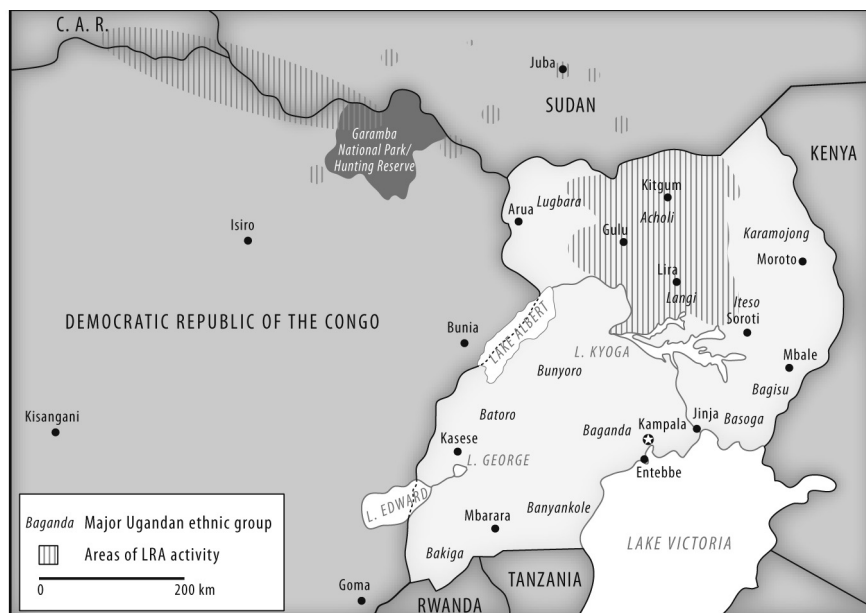 C. A. R.
Juba
SUDAN
Garamba
National Park/
Hunting Reserve
KENYA
Kitgum
Lugbara
Acholi
Arua
Gulu
Karamojong
Isiro
Moroto
Lira
Langi
Iteso
Soroti
DEMOCRATIC REPUBLIC OF THE CONGO
Bunia
LAKE ALBERT
L. KYOGA
Mbale
Bunyoro
Bagisu
Batoro
Jinja
Basoga
Kisangani
Baganda
Kampala
Kasese
L. GEORGE
Entebbe
L. EDWARD
Banyankole
Mbarara
LAKE VICTORIA
Bakiga
TANZANIA
Goma
RWANDA
Baganda Major Ugandan ethnic group
Areas of LRA activity
0 200 km